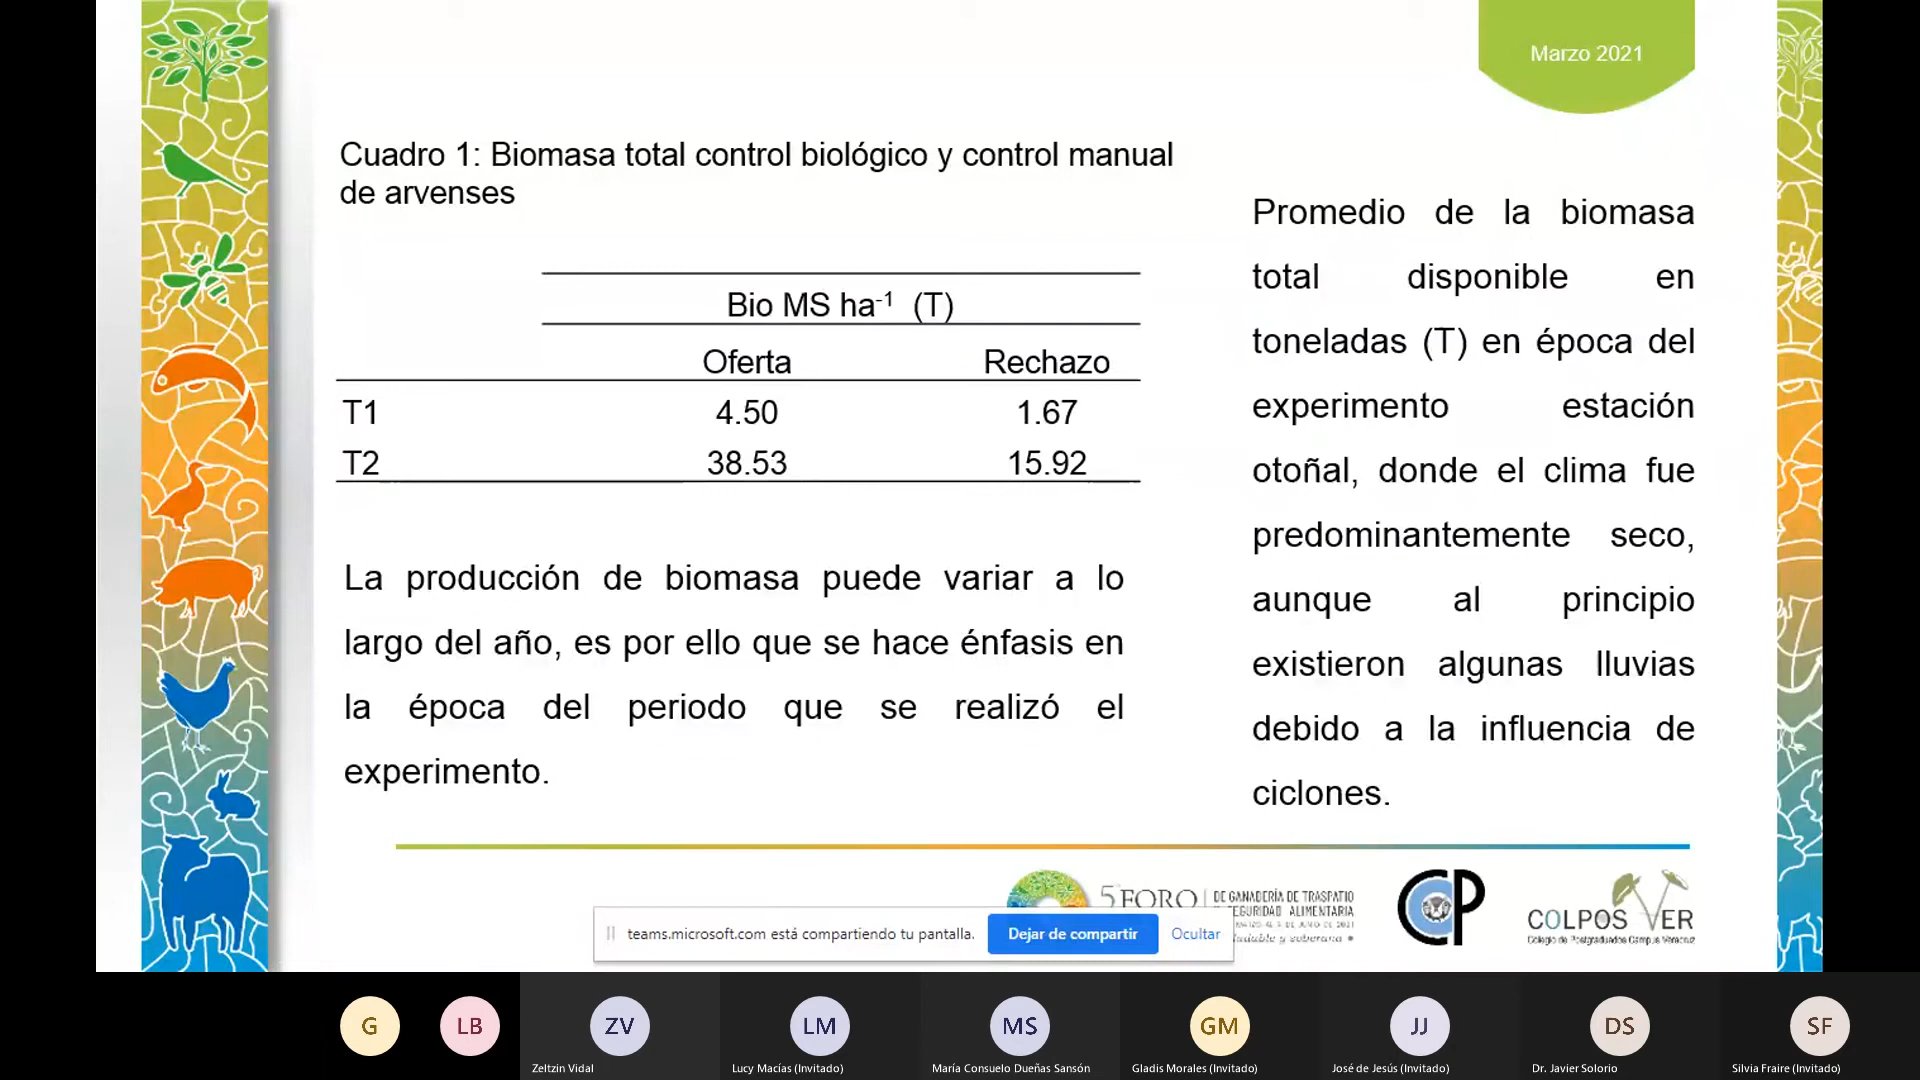 Marzo 2021
Cuadro 1: Biomasa total control biológico y control manual
de arvenses
Bio MS ha-1 (T)
Oferta Rechazo
T1 4.50 1.67
T2 38.53 15.92
La producción de biomasa puede variar a lo
largo del año, es por ello que se hace énfasis en
la época del periodo que se realizó el
experimento.
Promedio de la biomasa
total disponible en
toneladas (T) en época del
experimento estación
otoñal, donde el clima fue
predominantemente seco,
aunque al principio
existieron algunas lluvias
debido a la influencia de
ciclones.
5 FORO
DE GANADERÍA DE TRASPATIO
SEGURIDAD ALIMENTARIA
CP
COLPOS VER
Colegio de Postgraduados Campus Veracruz
teams.microsoft.com está compartiendo tu pantalla.
Dejar de compartir
Ocultar
G
LB
ZV
LM
MS
GM
JJ
DS
SF
Zeltzin Vidal
Lucy Macías (Invitado)
María Consuelo Dueñas Sansón
Gladis Morales (Invitado)
José de Jesús (Invitado)
Dr. Javier Solorio
Silvia Fraire (Invitado)